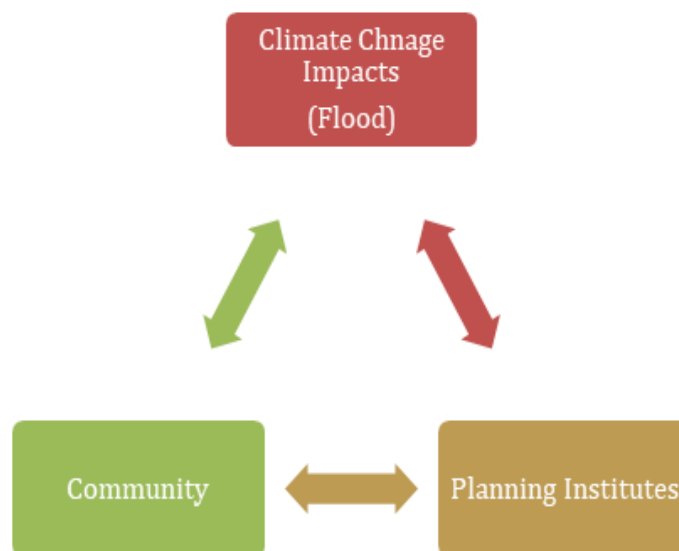 Climate Chnage
Impacts
(Flood)
Community
Planning Institutes